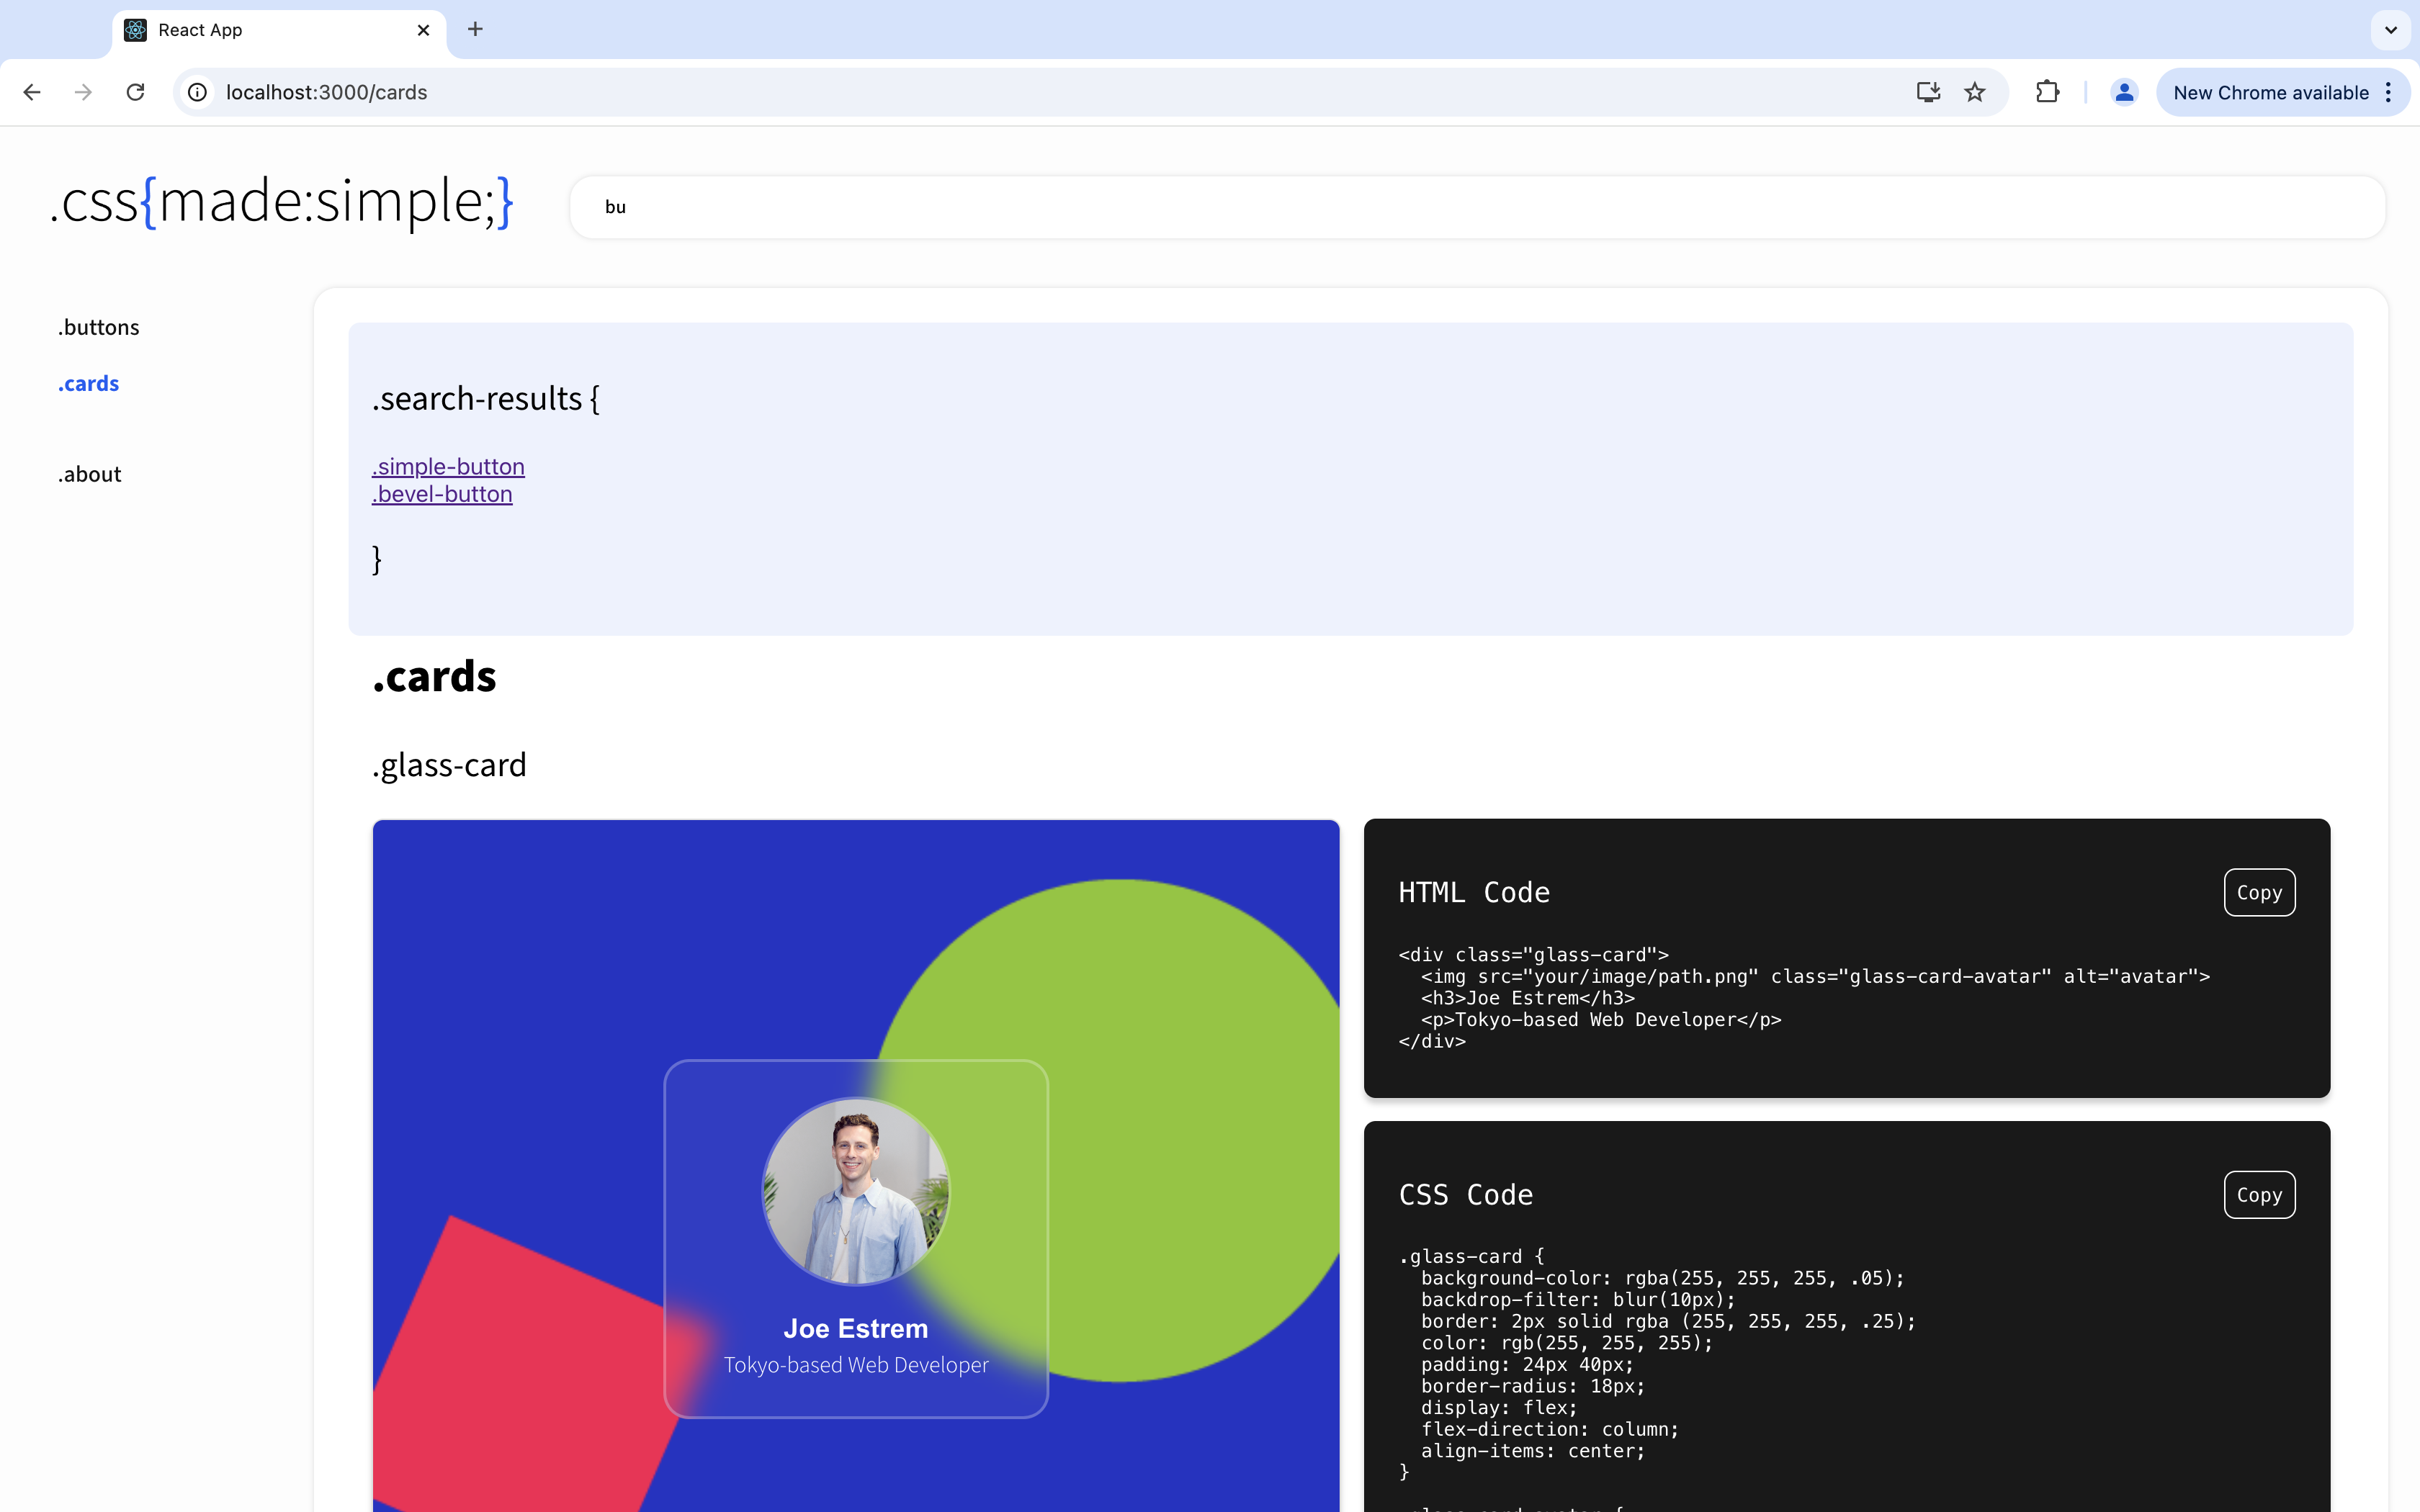 React App
localhost:3000/cards
New Chrome available
.css{made:simple;}
bu
.buttons
.cards
.about
.search-results {
.simple-button
.bevel-button
}
.cards
.glass-card
Joe Estrem
Tokyo-based Web Developer
HTML Code
Copy
<div class="glass-card">
  <img src="your/image/path.png" class="glass-card-avatar" alt="avatar">
  <h3>Joe Estrem</h3>
  <p>Tokyo-based Web Developer</p>
</div>
CSS Code
Copy
.glass-card {
  background-color: rgba(255, 255, 255, .05);
  backdrop-filter: blur(10px);
  border: 2px solid rgba (255, 255, 255, .25);
  color: rgb(255, 255, 255);
  padding: 24px 40px;
  border-radius: 18px;
  display: flex;
  flex-direction: column;
  align-items: center;
}